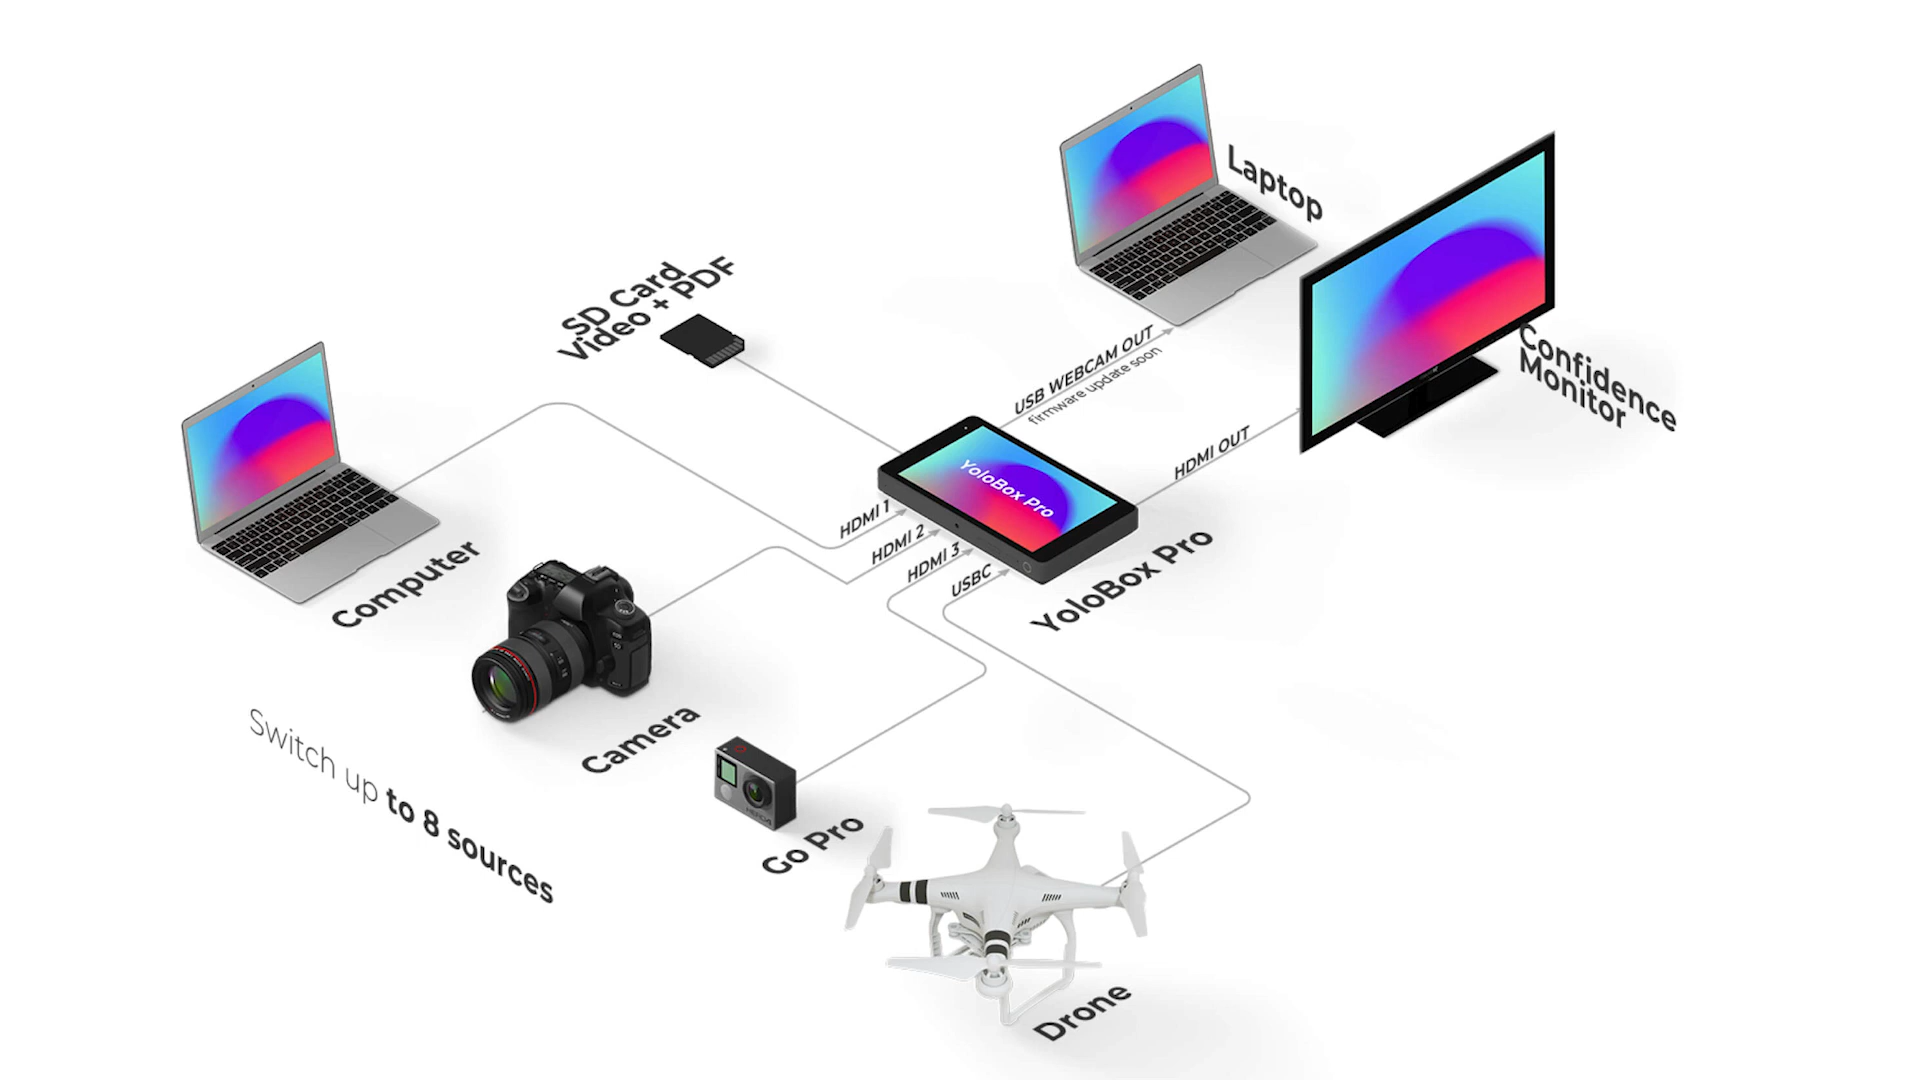 Laptop
SD Card
Video + PDF
USB WEBCAM OUT
firmware update soon
Confidence
Monitor
HDMI OUT
YoloBox Pro
HDMI 1
HDMI 2
HDMI 3
USBC
YoloBox Pro
Computer
Camera
Switch up to 8 sources
Go Pro
Drone